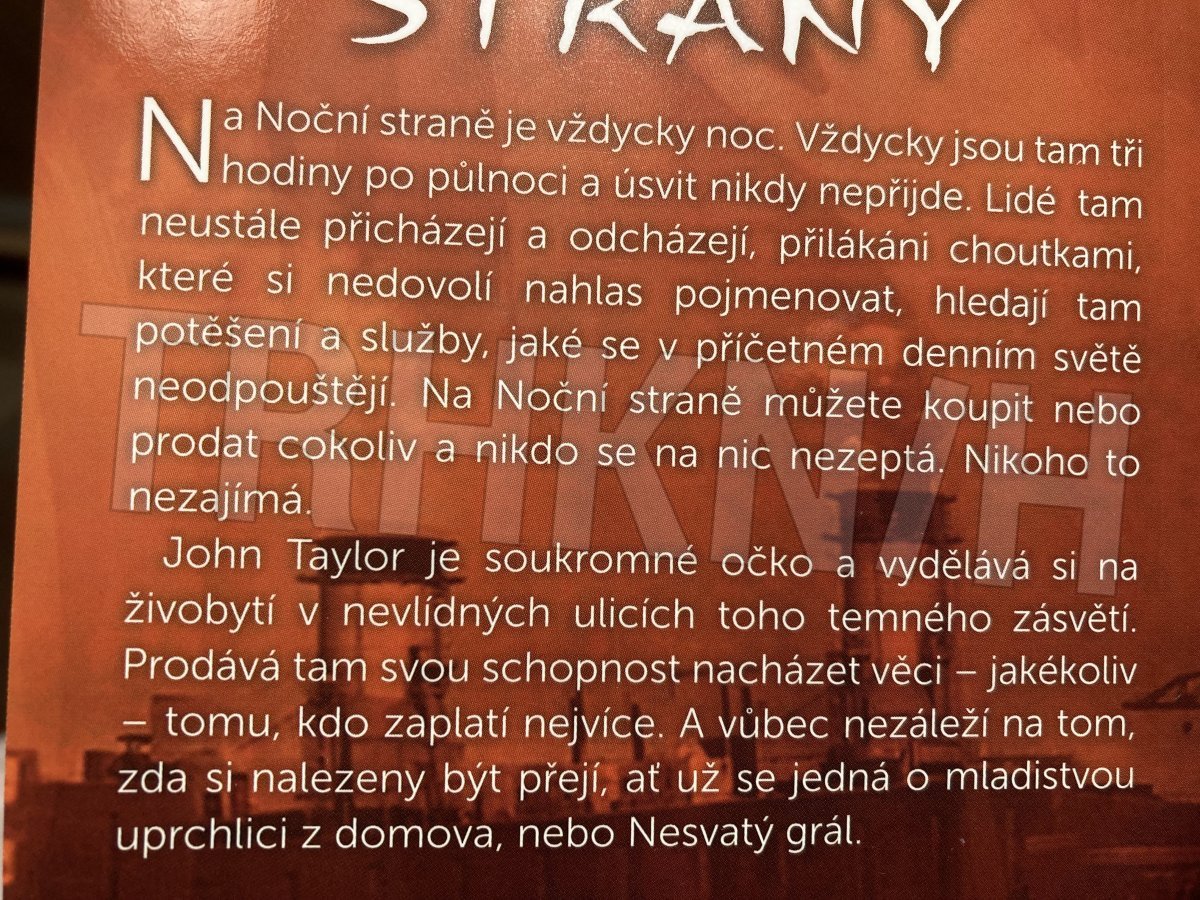 STRANY
Na Noční straně je vždycky noc. Vždycky jsou tam tři
hodiny po půlnoci a úsvit nikdy nepřijde. Lidé tam
neustále přicházejí a odcházejí, přilákáni choutkami,
které si nedovolí nahlas pojmenovat, hledají tam
potěšení a služby, jaké se v příčetném denním světě
neodpouštějí. Na Noční straně můžete koupit nebo
prodat cokoliv a nikdo se na nic nezeptá. Nikoho to
nezajímá.
John Taylor je soukromné očko a vydělává si na
živobytí v nevlídných ulicích toho temného zásvětí.
Prodává tam svou schopnost nacházet věci – jakékoliv
– tomu, kdo zaplatí nejvíce. A vůbec nezáleží na tom,
zda si nalezeny být přejí, ať už se jedná o mladistvou
uprchlici z domova, nebo Nesvatý grál.
TRHKNIH